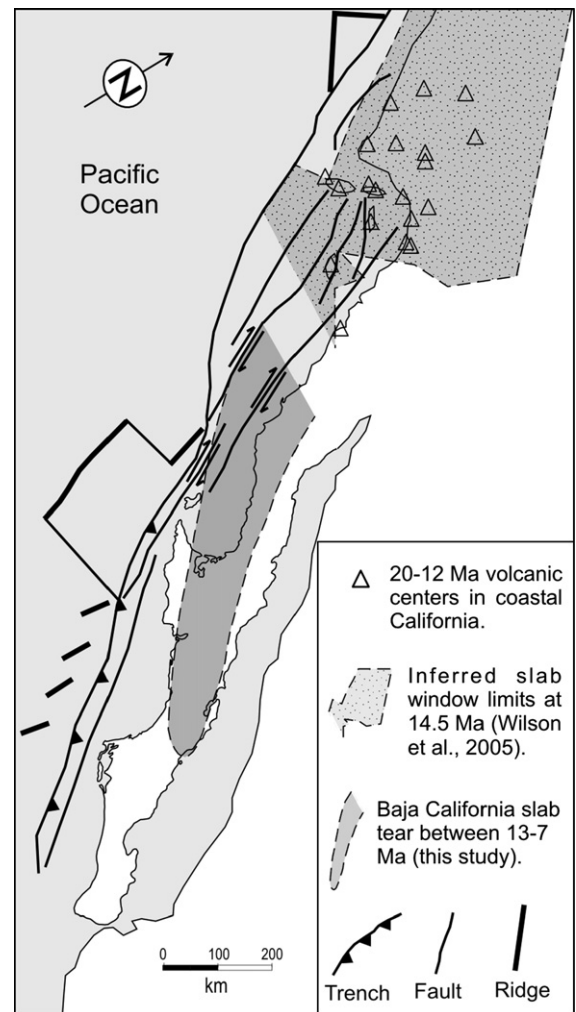 N
Pacific
Ocean
20-12 Ma volcanic
centers in coastal
California.
Inferred slab
window limits at
14.5 Ma (Wilson
et al., 2005).
Baja California slab
tear between 13-7
Ma (this study).
0 100 200
km
Trench Fault Ridge